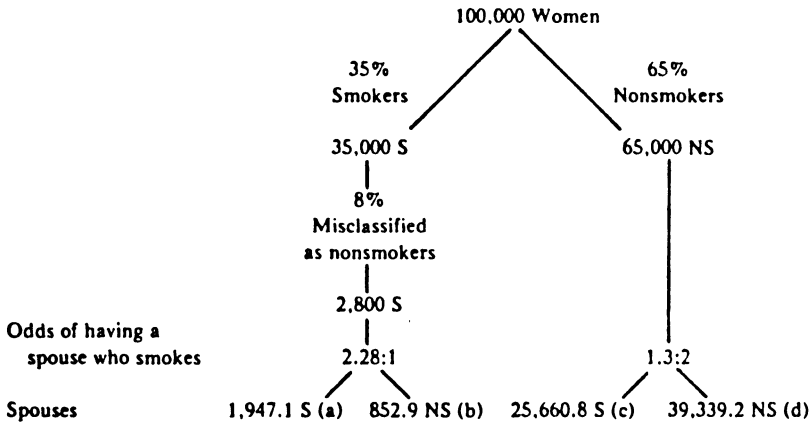 100,000 Women
35% 65%
Smokers Nonsmokers
35,000 S 65,000 NS
8%
Misclassified
as nonsmokers
2,800 S
Odds of having a
spouse who smokes 2.28:1 1.3:2
Spouses 1,947.1 S (a) 852.9 NS (b) 25,660.8 S (c) 39,339.2 NS (d)